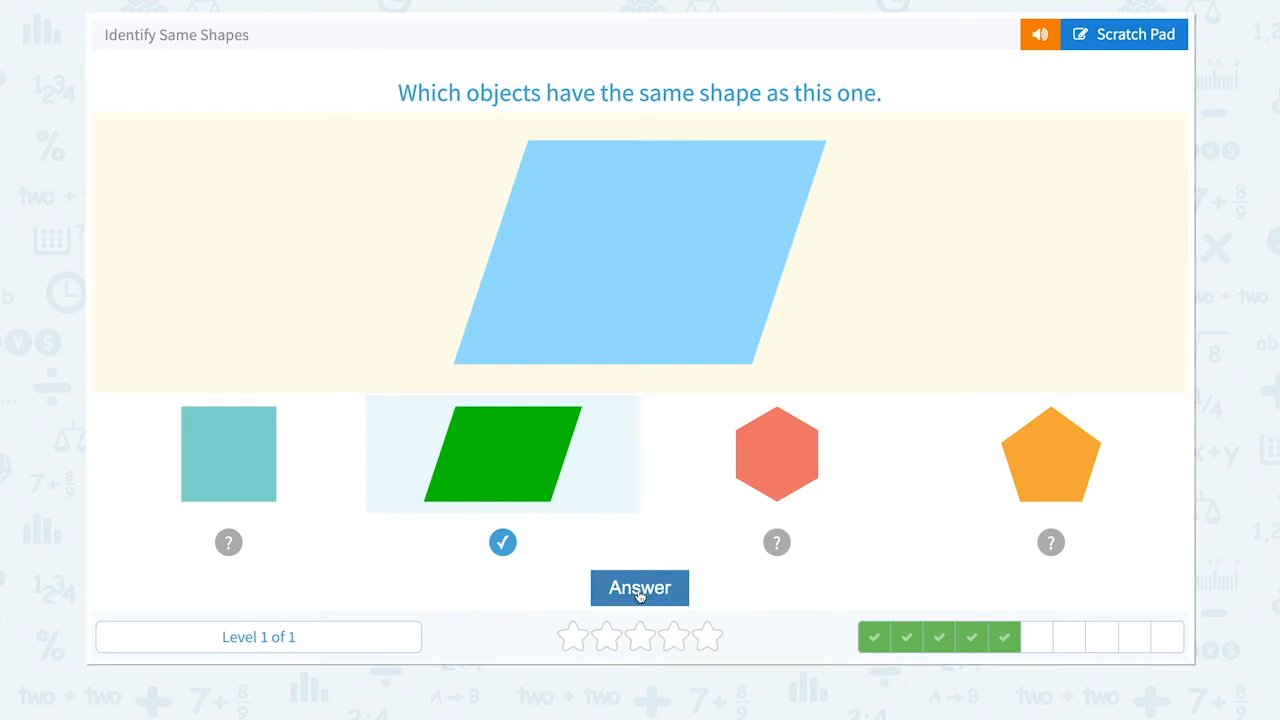 Identify Same Shapes
Scratch Pad
Which objects have the same shape as this one.
?
?
?
Answer
Level 1 of 1